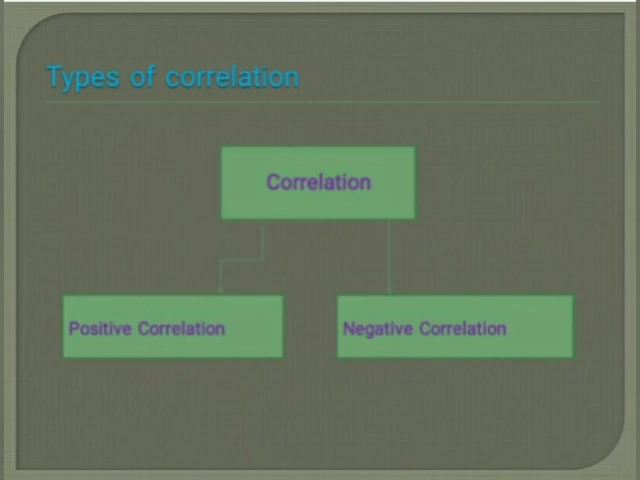 Types of correlation
Correlation
Positive Correlation
Negative Correlation